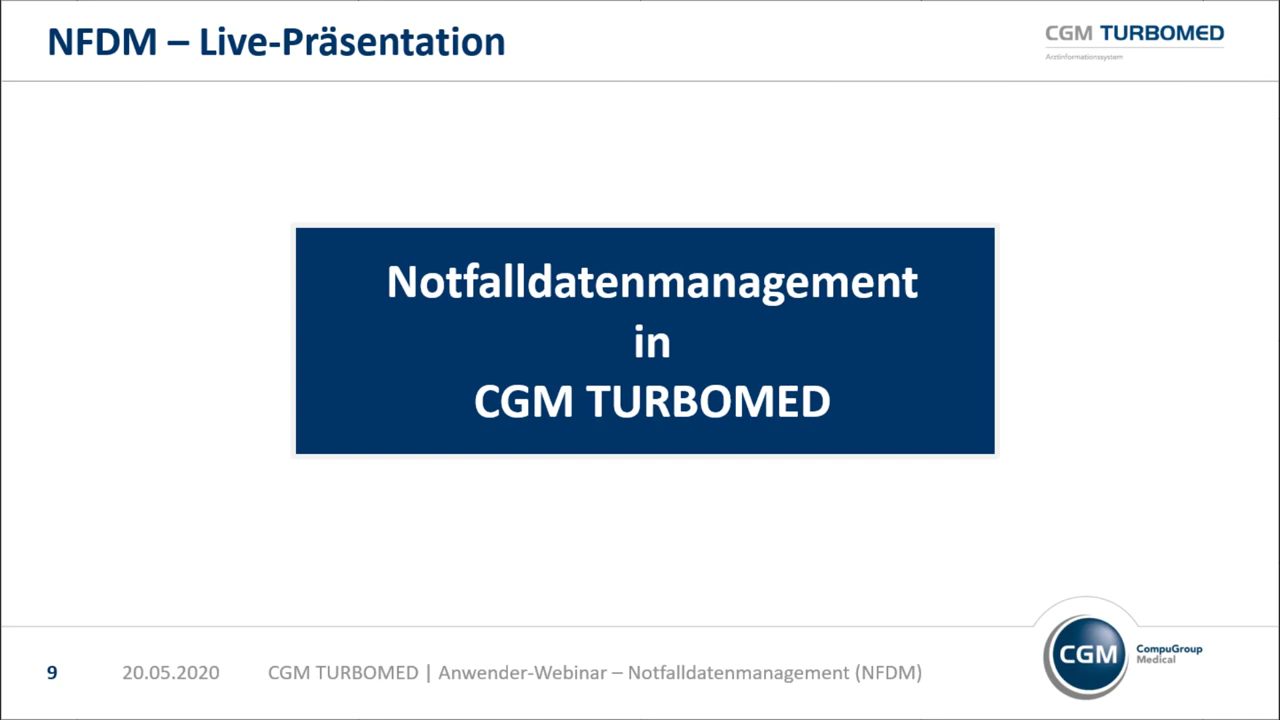 NFDM – Live-Präsentation
CGM TURBOMED
Arztinformationssystem
Notfalldatenmanagement
in
CGM TURBOMED
9
20.05.2020
CGM TURBOMED | Anwender-Webinar – Notfalldatenmanagement (NFDM)
CGM
CompuGroup
Medical